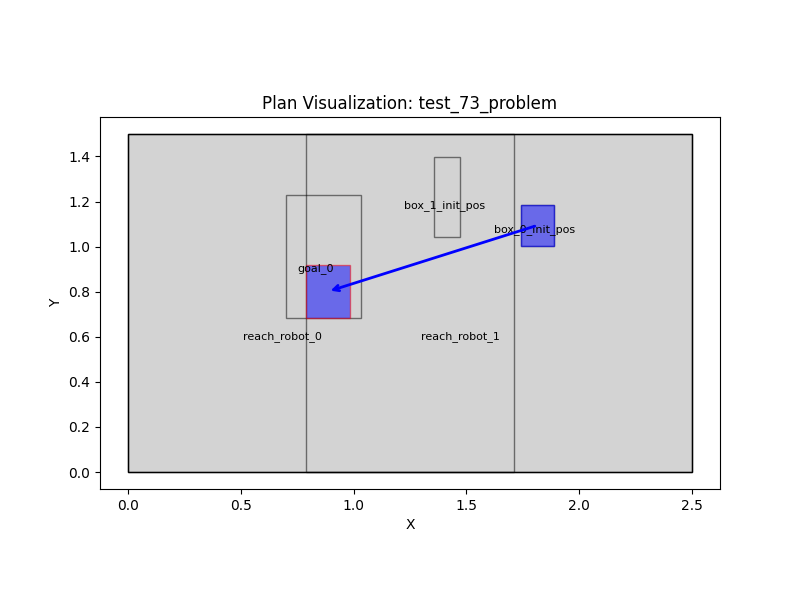 Plan Visualization: test_73_problem
1.4
1.2
1.0
0.8
0.6
0.4
0.2
0.0
Y
box_1_init_pos
box_0_init_pos
goal_0
reach_robot_0
reach_robot_1
0.0
0.5
1.0
1.5
2.0
2.5
X